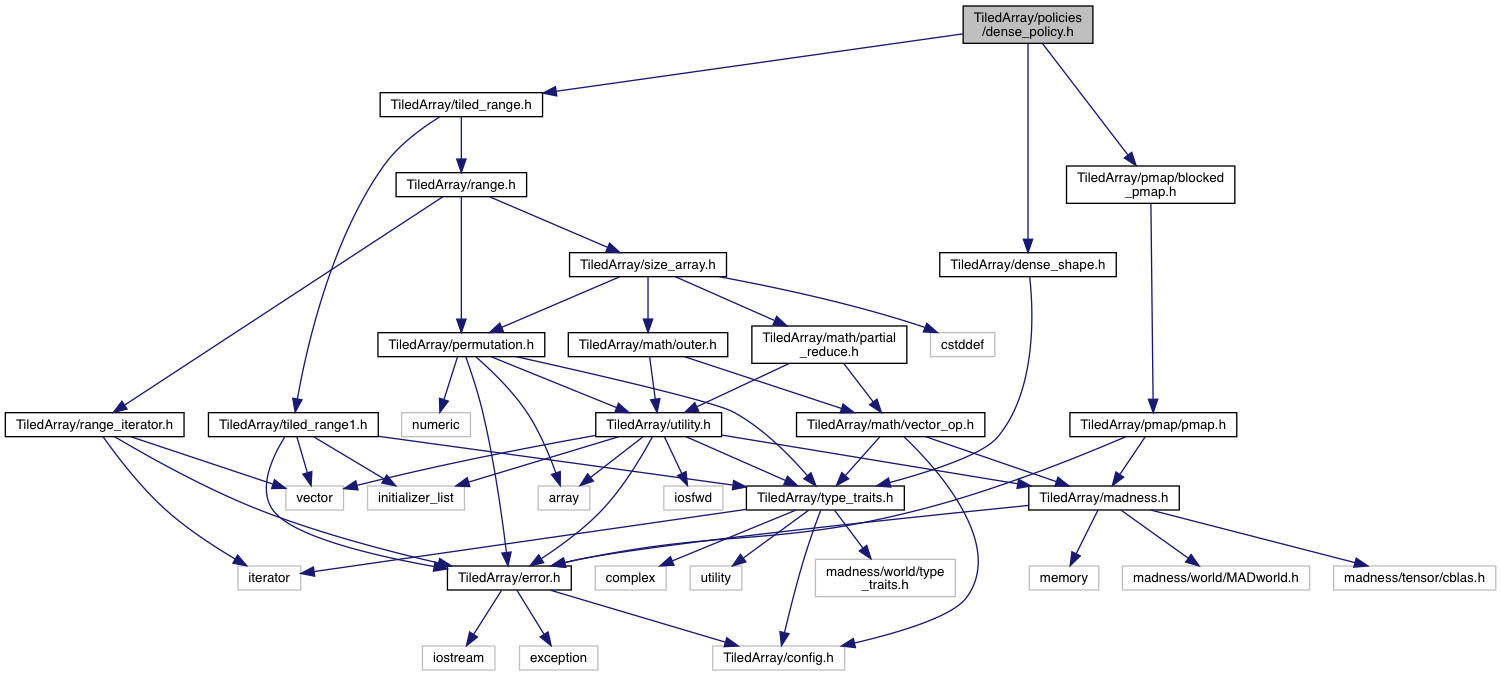 TiledArray/policies
/dense_policy.h
TiledArray/tiled_range.h
TiledArray/range.h
TiledArray/pmap/blocked
_pmap.h
TiledArray/size_array.h
TiledArray/dense_shape.h
TiledArray/permutation.h
TiledArray/math/outer.h
TiledArray/math/partial
_reduce.h
cstddef
TiledArray/range_iterator.h
TiledArray/tiled_range1.h
numeric
TiledArray/utility.h
TiledArray/math/vector_op.h
TiledArray/pmap/pmap.h
vector
initializer_list
array
iosfwd
TiledArray/type_traits.h
TiledArray/madness.h
iterator
TiledArray/error.h
complex
utility
madness/world/type
_traits.h
memory
madness/world/MADworld.h
madness/tensor/cblas.h
iostream
exception
TiledArray/config.h